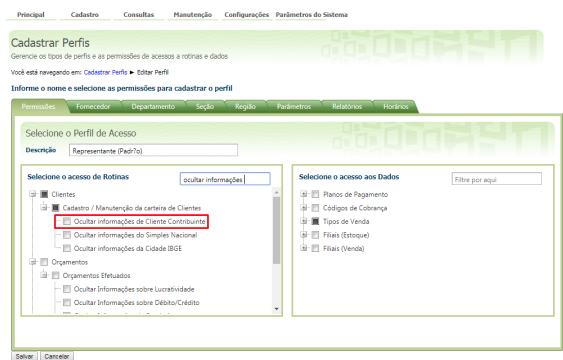 Principal Cadastro Consultas Manutenção Configurações Parâmetros do Sistema
Cadastrar Perfis
Gerencie os tipos de perfis e as permissões de acessos a rotinas e dados
Você está navegando em: Cadastrar Perfis ► Editar Perfil
Informe o nome e selecione as permissões para cadastrar o perfil
Permissões Fornecedor Departamento Seção Região Parâmetros Relatórios Horários
Selecione o Perfil de Acesso
Descrição Representante (Padr?o)
Selecione o acesso de Rotinas ocultar informações
Clientes
Cadastro / Manutenção da carteira de Clientes
Ocultar informações de Cliente Contribuinte
Ocultar informações do Simples Nacional
Ocultar informações da Cidade IBGE
Orçamentos
Orçamentos Efetuados
Ocultar Informações sobre Lucratividade
Ocultar Informações sobre Débito/Crédito
Selecione o acesso aos Dados Filtre por aqui
Planos de Pagamento
Códigos de Cobrança
Tipos de Venda
Filiais (Estoque)
Filiais (Venda)
Salvar Cancelar